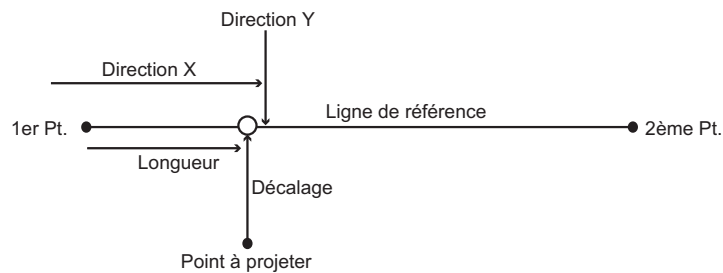 Direction Y
Direction X
Ligne de référence
1er Pt.
2ème Pt.
Longueur
Décalage
Point à projeter